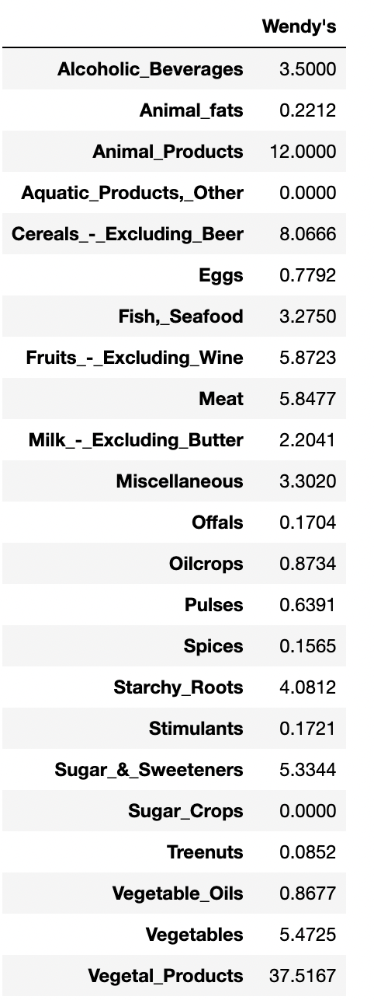 Wendy's
Alcoholic_Beverages 3.5000
Animal_fats 0.2212
Animal_Products 12.0000
Aquatic_Products,_Other 0.0000
Cereals_-_Excluding_Beer 8.0666
Eggs 0.7792
Fish,_Seafood 3.2750
Fruits_-_Excluding_Wine 5.8723
Meat 5.8477
Milk_-_Excluding_Butter 2.2041
Miscellaneous 3.3020
Offals 0.1704
Oilcrops 0.8734
Pulses 0.6391
Spices 0.1565
Starchy_Roots 4.0812
Stimulants 0.1721
Sugar_&_Sweeteners 5.3344
Sugar_Crops 0.0000
Treenuts 0.0852
Vegetable_Oils 0.8677
Vegetables 5.4725
Vegetal_Products 37.5167